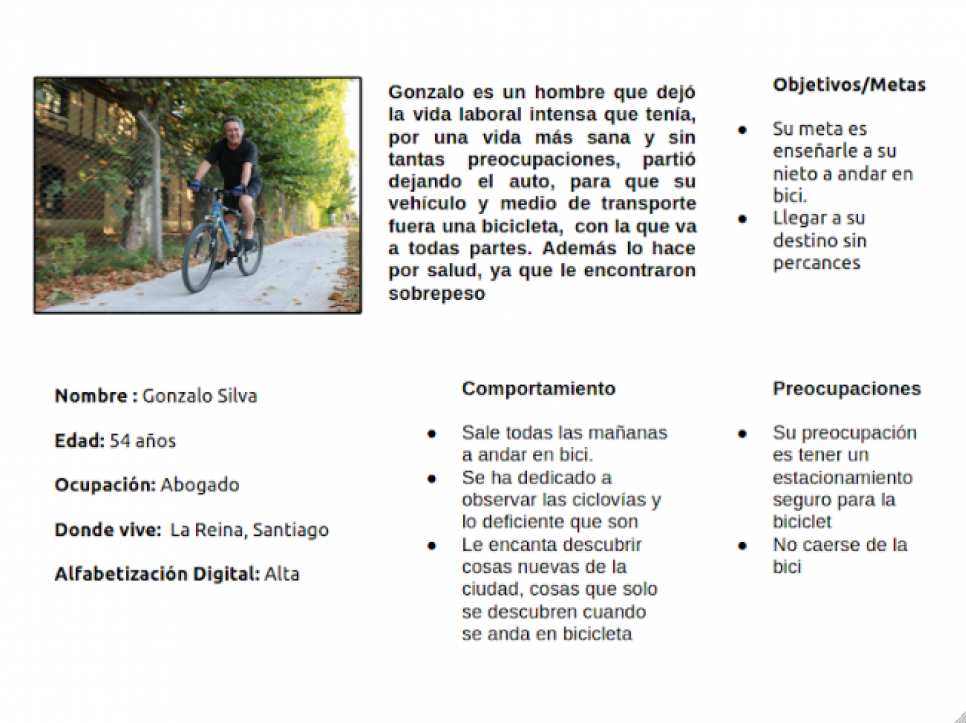 Gonzalo es un hombre que dejó
la vida laboral intensa que tenía,
por una vida más sana y sin
tantas preocupaciones, partió
dejando el auto, para que su
vehículo y medio de transporte
fuera una bicicleta, con la que va
a todas partes. Además lo hace
por salud, ya que le encontraron
sobrepeso
Objetivos/Metas
● Su meta es
enseñarle a su
nieto a andar en
bici.
● Llegar a su
destino sin
percances
Nombre : Gonzalo Silva
Edad: 54 años
Ocupación: Abogado
Donde vive: La Reina, Santiago
Alfabetización Digital: Alta
Comportamiento
● Sale todas las mañanas
a andar en bici.
● Se ha dedicado a
observar las ciclovías y
lo deficiente que son
● Le encanta descubrir
cosas nuevas de la
ciudad, cosas que solo
se descubren cuando
se anda en bicicleta
Preocupaciones
● Su preocupación
es tener un
estacionamiento
seguro para la
biciclet
● No caerse de la
bici